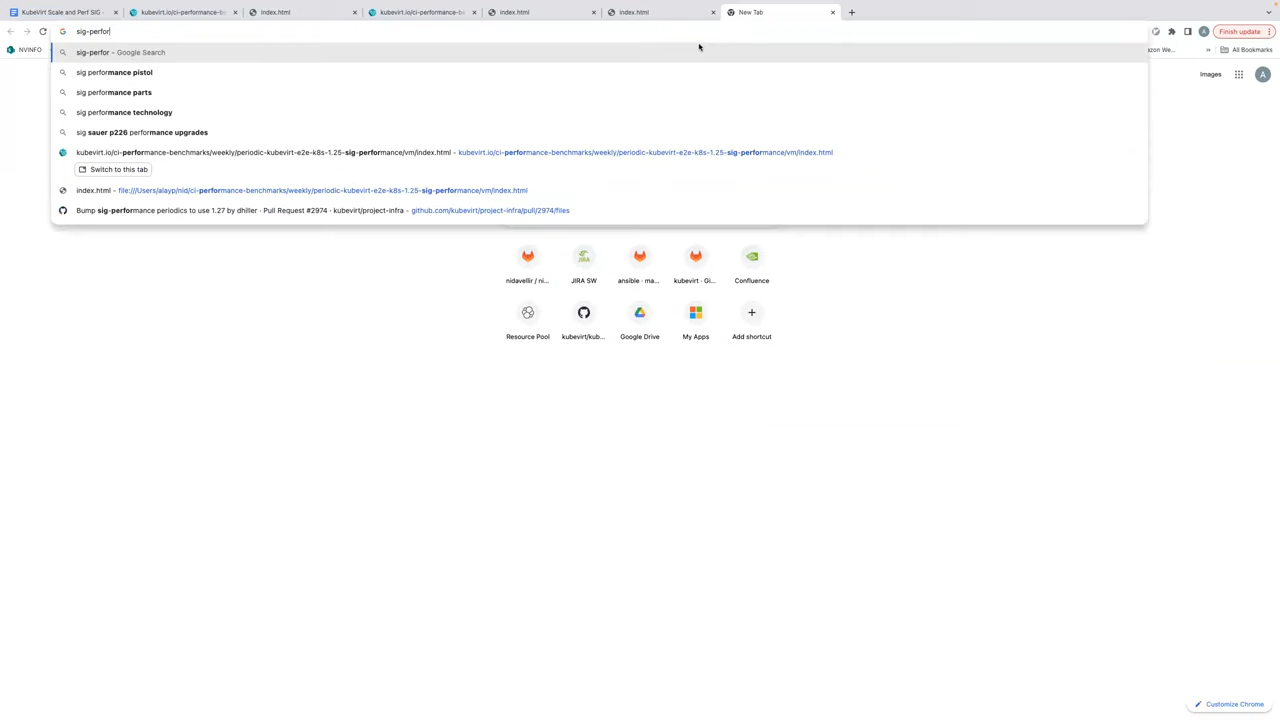 KubeVirt Scale and Perf SIG -
kubevirt.io/ci-performance-be
index.html
kubevirt.io/ci-performance-be
index.html
index.html
New Tab
sig-perfor
Finish update
NVINFO
azon We...
All Bookmarks
sig-perfor – Google Search
sig performance pistol
sig performance parts
sig performance technology
sig sauer p226 performance upgrades
kubevirt.io/ci-performance-benchmarks/weekly/periodic-kubevirt-e2e-k8s-1.25-sig-performance/vm/index.html - kubevirt.io/ci-performance-benchmarks/weekly/periodic-kubevirt-e2e-k8s-1.25-sig-performance/vm/index.html
Switch to this tab
index.html - file:///Users/alayp/nid/ci-performance-benchmarks/weekly/periodic-kubevirt-e2e-k8s-1.25-sig-performance/vm/index.html
Bump sig-performance periodics to use 1.27 by dhiller · Pull Request #2974 · kubevirt/project-infra - github.com/kubevirt/project-infra/pull/2974/files
Images
A
nidavellir / ni...
JIRA SW
ansible · ma...
kubevirt · Gi...
Confluence
Resource Pool
kubevirt/kub...
Google Drive
My Apps
Add shortcut
Customize Chrome